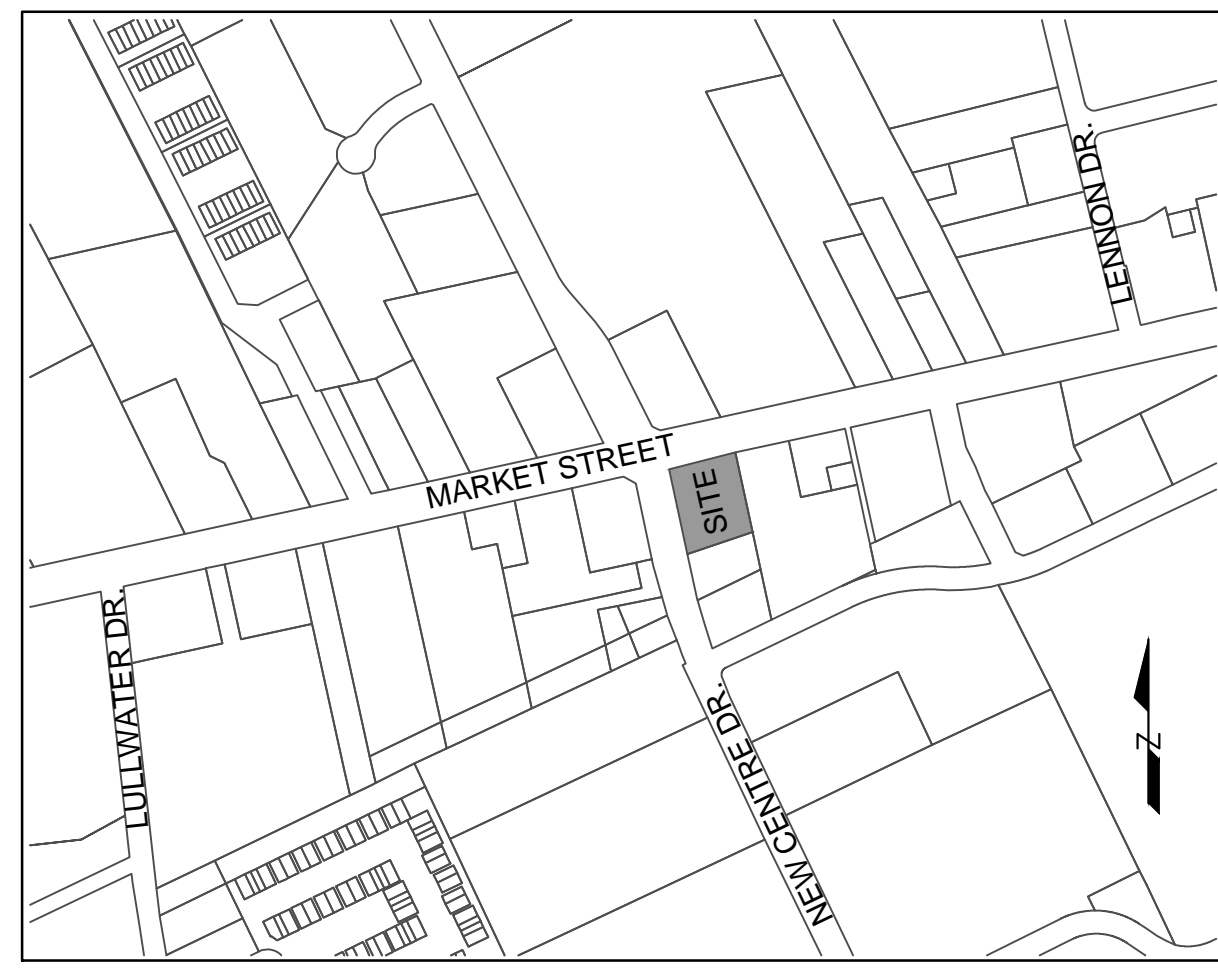 LENNON DR.
MARKET STREET
SITE
LULLWATER DR.
NEW CENTRE DR.
N